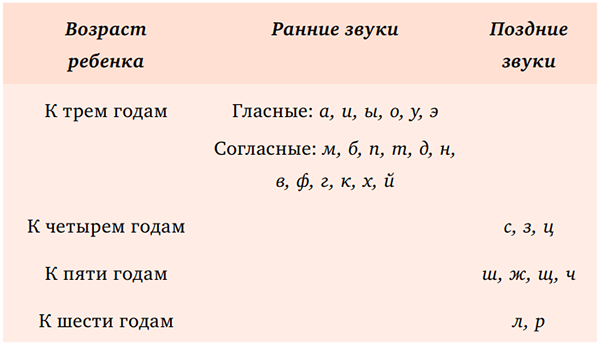 Возраст ребенка
Ранние звуки
Поздние звуки
К трем годам
Гласные: а, и, ы, о, у, э
Согласные: м, б, п, т, д, н,
в, ф, г, к, х, й
К четырем годам
с, з, ц
К пяти годам
ш, ж, щ, ч
К шести годам
л, р